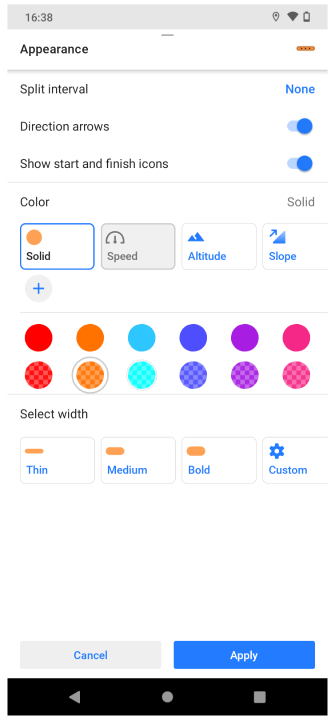 16:38
Appearance
Split interval None
Direction arrows
Show start and finish icons
Color Solid
Solid Speed Altitude Slope
Select width
Thin Medium Bold Custom
Cancel Apply